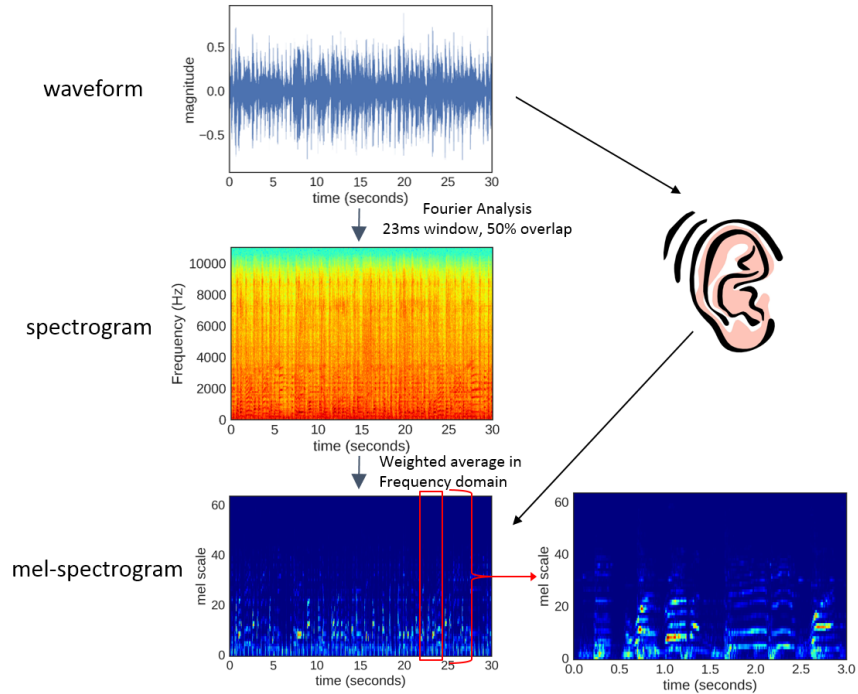 waveform
magnitude
0.5
0.0
−0.5
0 5 10 15 20 25 30
time (seconds)
Fourier Analysis
23ms window, 50% overlap
spectrogram
Frequency (Hz)
10000
8000
6000
4000
2000
0
0 5 10 15 20 25 30
time (seconds)
Weighted average in
Frequency domain
mel-spectrogram
mel scale
60
40
20
0
0 5 10 15 20 25 30
time (seconds)
mel scale
60
40
20
0
0.0 0.5 1.0 1.5 2.0 2.5 3.0
time (seconds)